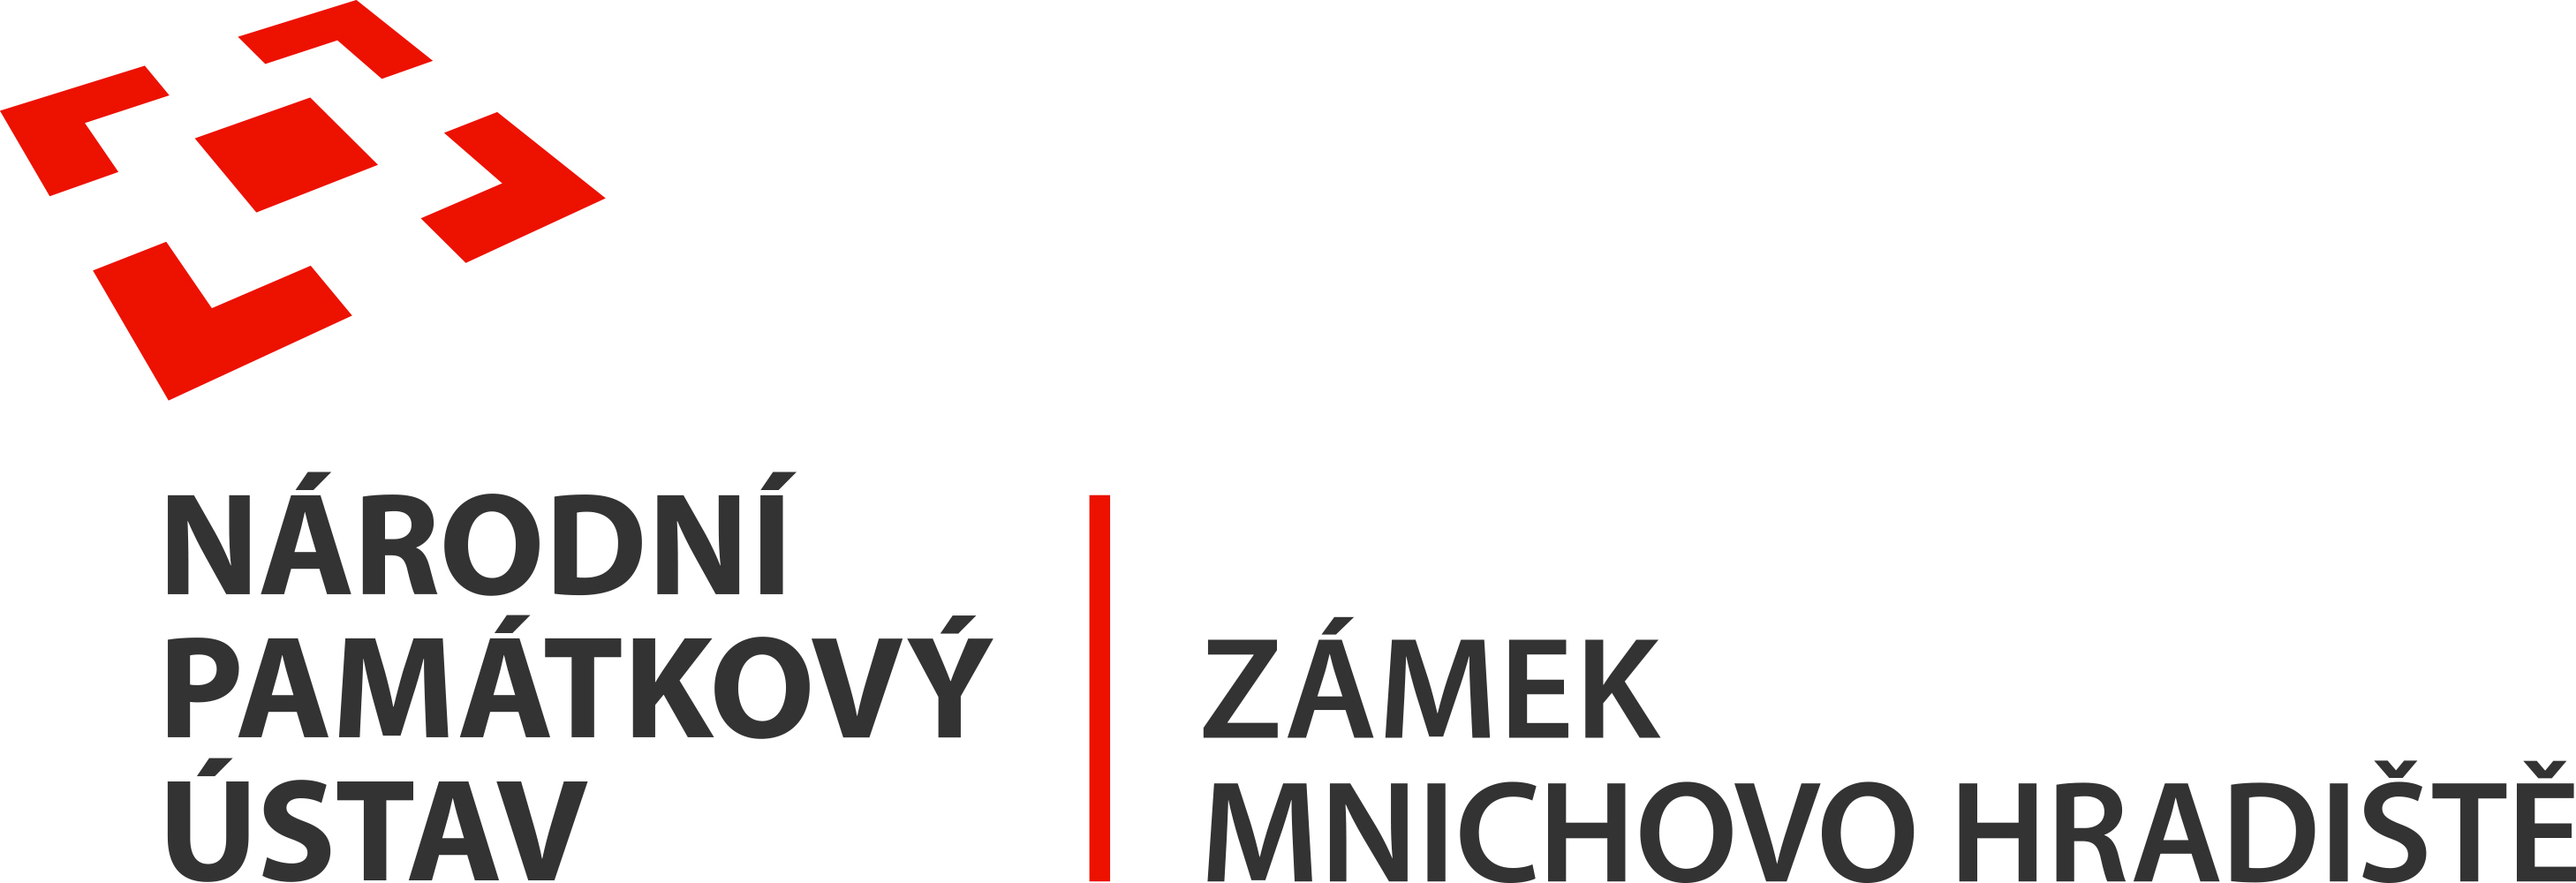 NÁRODNÍ
PAMÁTKOVÝ
ÚSTAV
ZÁMEK
MNICHOVO HRADIŠTĚ